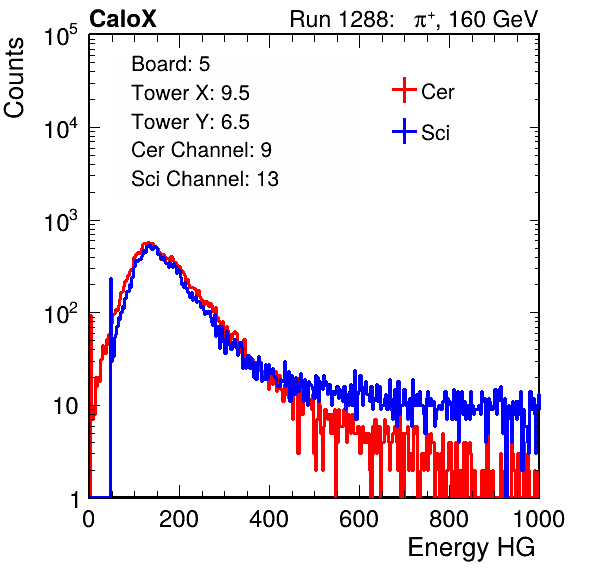 CaloX Run 1288: π⁺, 160 GeV
Counts
10⁵
10⁴
10³
10²
10
1
Board: 5
Tower X: 9.5
Tower Y: 6.5
Cer Channel: 9
Sci Channel: 13
Cer
Sci
0 200 400 600 800 1000
Energy HG